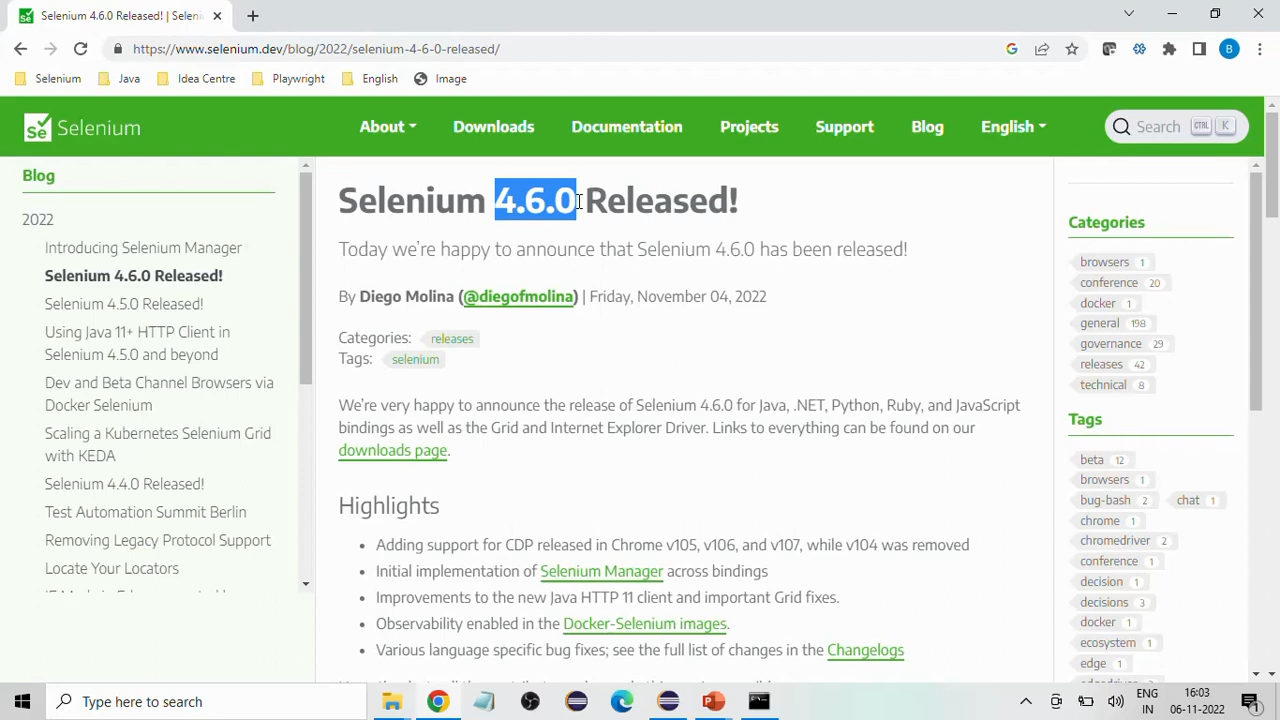 Selenium 4.6.0 Released! | Selen
https://www.selenium.dev/blog/2022/selenium-4-6-0-released/
B
Selenium
Java
Idea Centre
Playwright
English
Image
Se Selenium
About
Downloads
Documentation
Projects
Support
Blog
English
Search CTRL K
Blog
2022
Introducing Selenium Manager
Selenium 4.6.0 Released!
Selenium 4.5.0 Released!
Using Java 11+ HTTP Client in
Selenium 4.5.0 and beyond
Dev and Beta Channel Browsers via
Docker Selenium
Scaling a Kubernetes Selenium Grid
with KEDA
Selenium 4.4.0 Released!
Test Automation Summit Berlin
Removing Legacy Protocol Support
Locate Your Locators
Selenium 4.6.0 Released!
Today we're happy to announce that Selenium 4.6.0 has been released!
By Diego Molina (@diegofmolina) | Friday, November 04, 2022
Categories: releases
Tags: selenium
We're very happy to announce the release of Selenium 4.6.0 for Java, .NET, Python, Ruby, and JavaScript
bindings as well as the Grid and Internet Explorer Driver. Links to everything can be found on our
downloads page.
Highlights
• Adding support for CDP released in Chrome v105, v106, and v107, while v104 was removed
• Initial implementation of Selenium Manager across bindings
• Improvements to the new Java HTTP 11 client and important Grid fixes.
• Observability enabled in the Docker-Selenium images.
• Various language specific bug fixes; see the full list of changes in the Changelogs
Categories
browsers 1
conference 20
docker 1
general 198
governance 29
releases 42
technical 8
Tags
beta 12
browsers 1
bug-bash 2 chat 1
chrome 1
chromedriver 2
conference 1
decision 1
decisions 3
docker 1
ecosystem 1
edge 1
Type here to search
ENG
IN
16:03
06-11-2022
1